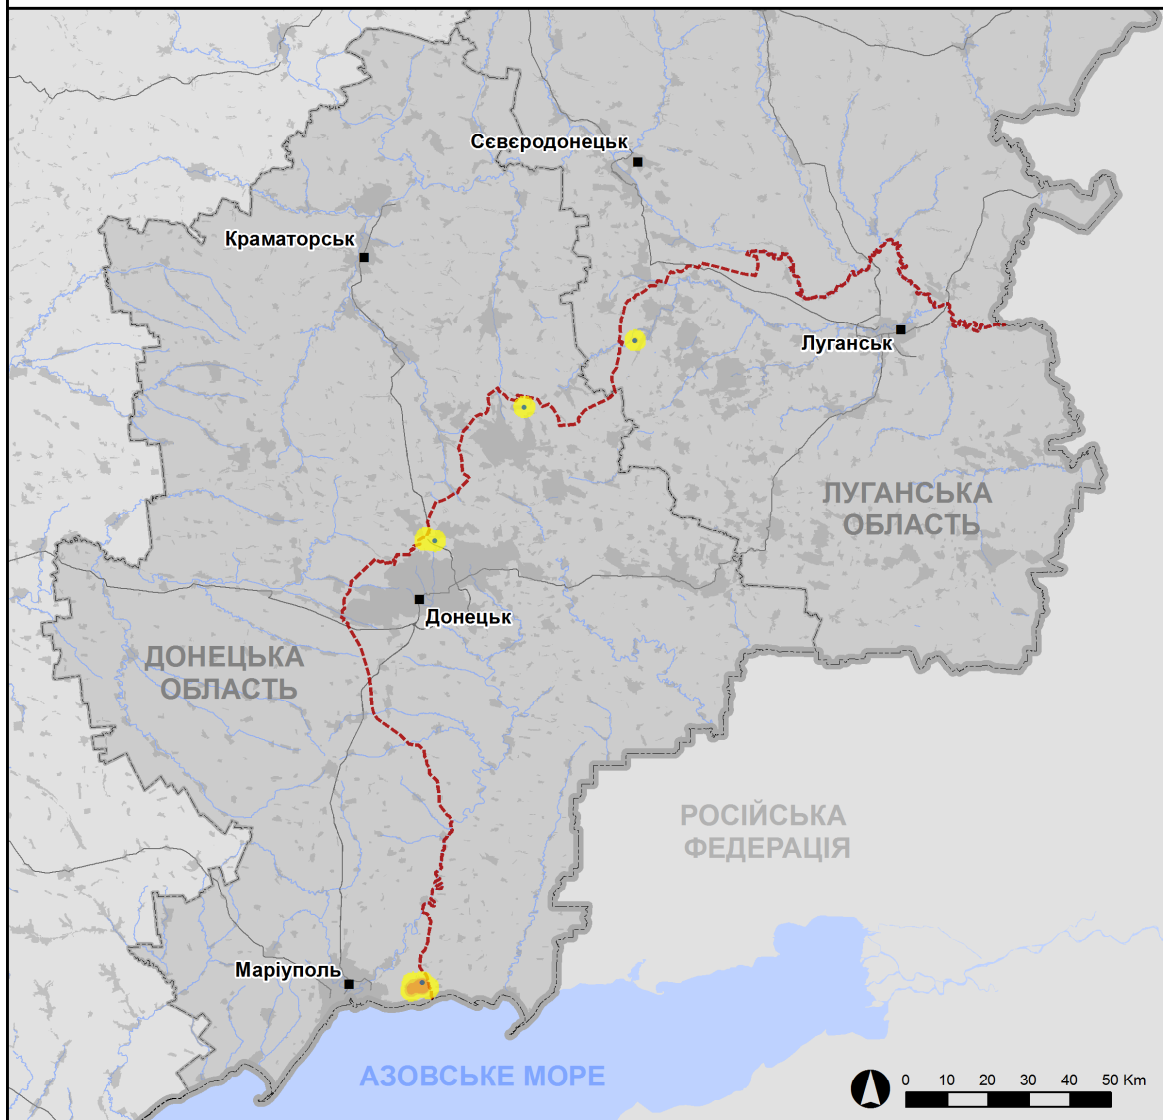 Сєвєродонецьк
Краматорськ
Луганськ
ЛУГАНСЬКА
ОБЛАСТЬ
Донецьк
ДОНЕЦЬКА
ОБЛАСТЬ
РОСІЙСЬКА
ФЕДЕРАЦІЯ
Маріуполь
АЗОВСЬКЕ МОРЕ
0 10 20 30 40 50 Km